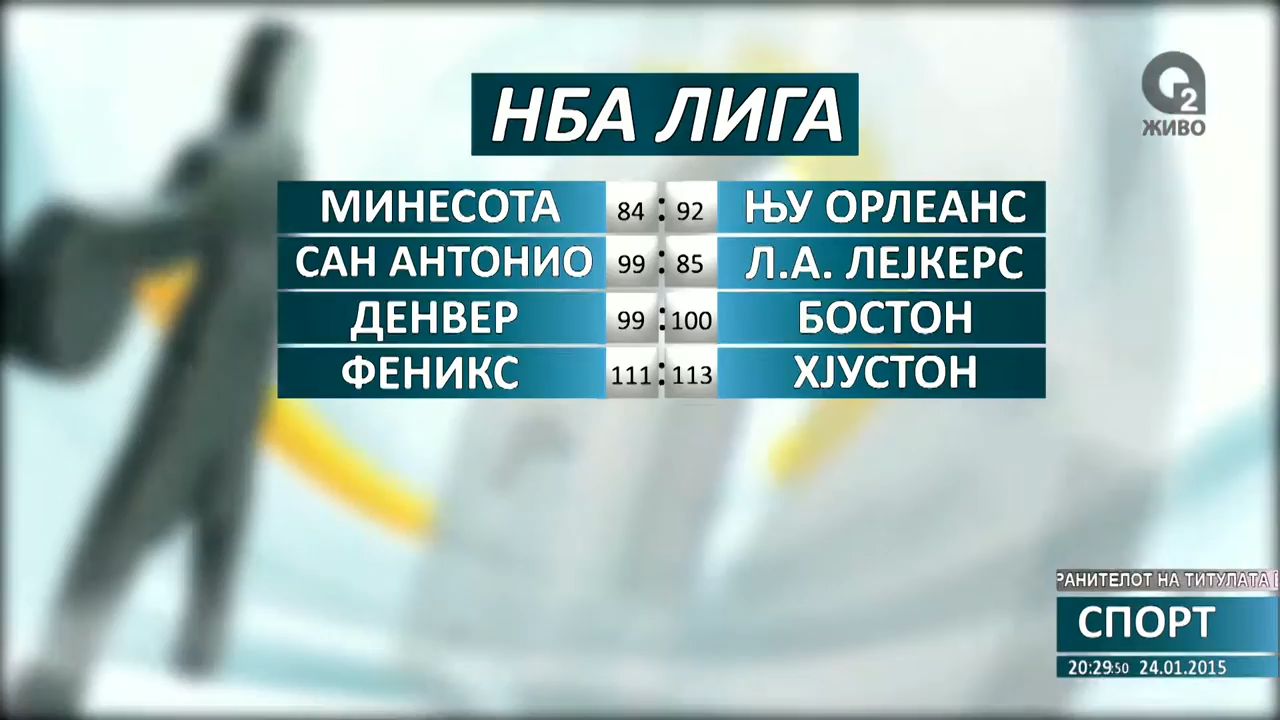 НБА ЛИГА
2
ЖИВО
МИНЕСОТА 84 : 92 ЊУ ОРЛЕАНС
САН АНТОНИО 99 : 85 Л.А. ЛЕЈКЕРС
ДЕНВЕР 99 : 100 БОСТОН
ФЕНИКС 111 : 113 ХЈУСТОН
РАНИТЕЛОТ НА ТИТУЛАТА
СПОРТ
20:29:50 24.01.2015